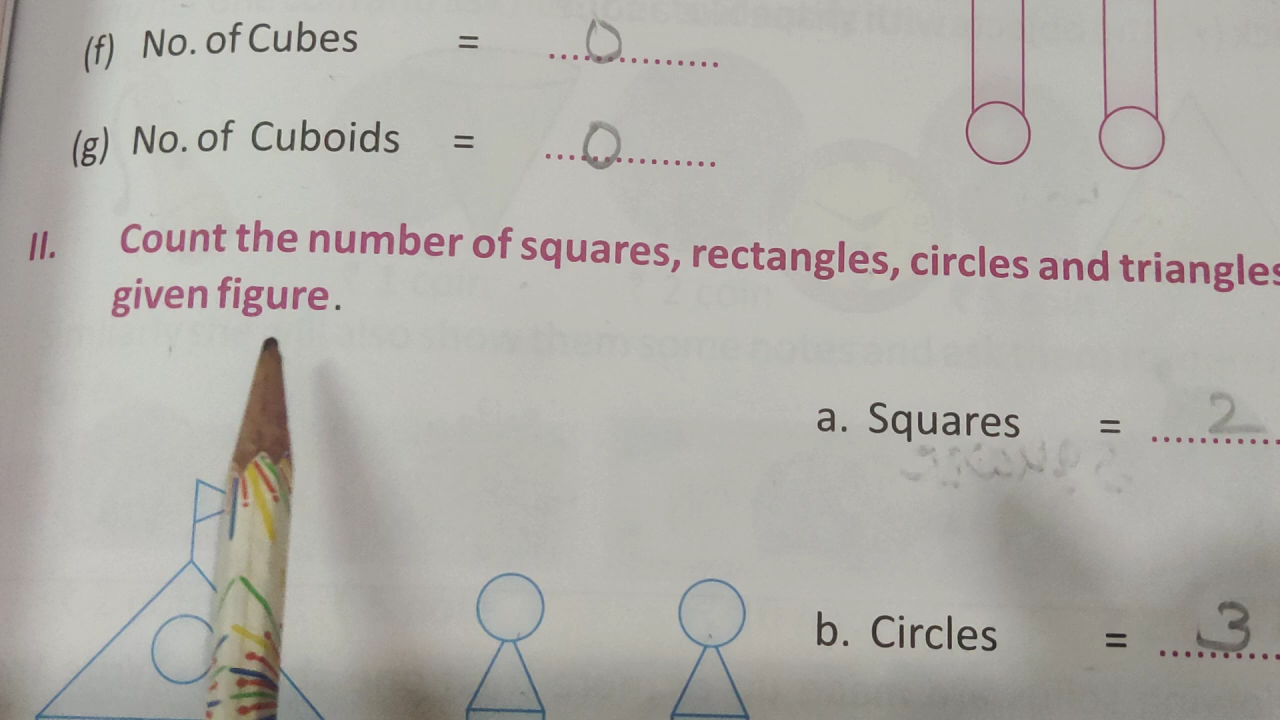 (f) No. of Cubes = 0
(g) No. of Cuboids = 0
II. Count the number of squares, rectangles, circles and triangles
given figure.
a. Squares = 2
b. Circles = 3